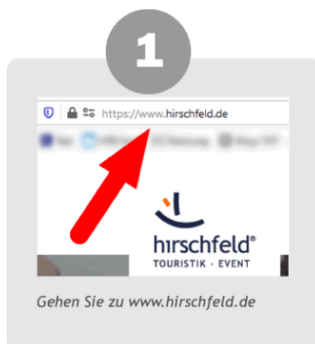 1
https://www.hirschfeld.de
hirschfeld®
TOURISTIK - EVENT
Gehen Sie zu www.hirschfeld.de